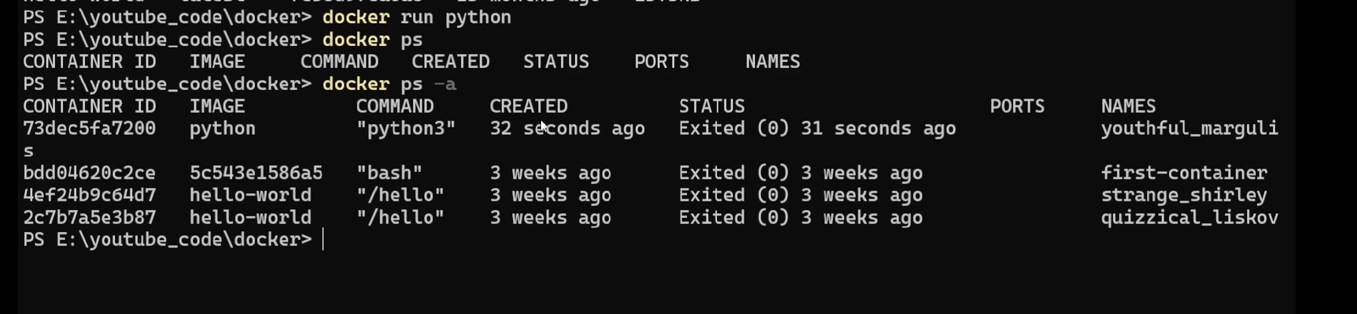 PS E:\youtube_code\docker> docker run python
PS E:\youtube_code\docker> docker ps
CONTAINER ID   IMAGE     COMMAND   CREATED   STATUS    PORTS     NAMES
PS E:\youtube_code\docker> docker ps -a
CONTAINER ID   IMAGE          COMMAND     CREATED          STATUS                      PORTS     NAMES
73dec5fa7200   python         "python3"   32 seconds ago   Exited (0) 31 seconds ago             youthful_marguli
s
bdd04620c2ce   5c543e1586a5   "bash"      3 weeks ago      Exited (0) 3 weeks ago                first-container
4ef24b9c64d7   hello-world    "/hello"    3 weeks ago      Exited (0) 3 weeks ago                strange_shirley
2c7b7a5e3b87   hello-world    "/hello"    3 weeks ago      Exited (0) 3 weeks ago                quizzical_liskov
PS E:\youtube_code\docker>